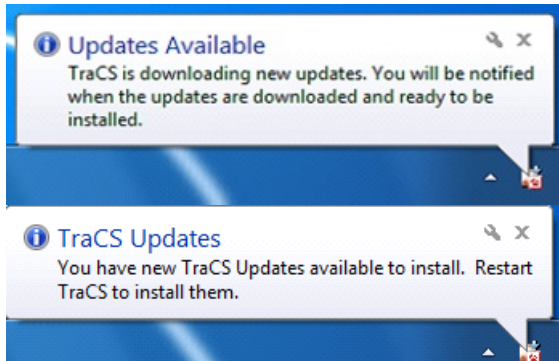 Updates Available
TraCS is downloading new updates. You will be notified
when the updates are downloaded and ready to be
installed.
TraCS Updates
You have new TraCS Updates available to install.  Restart
TraCS to install them.